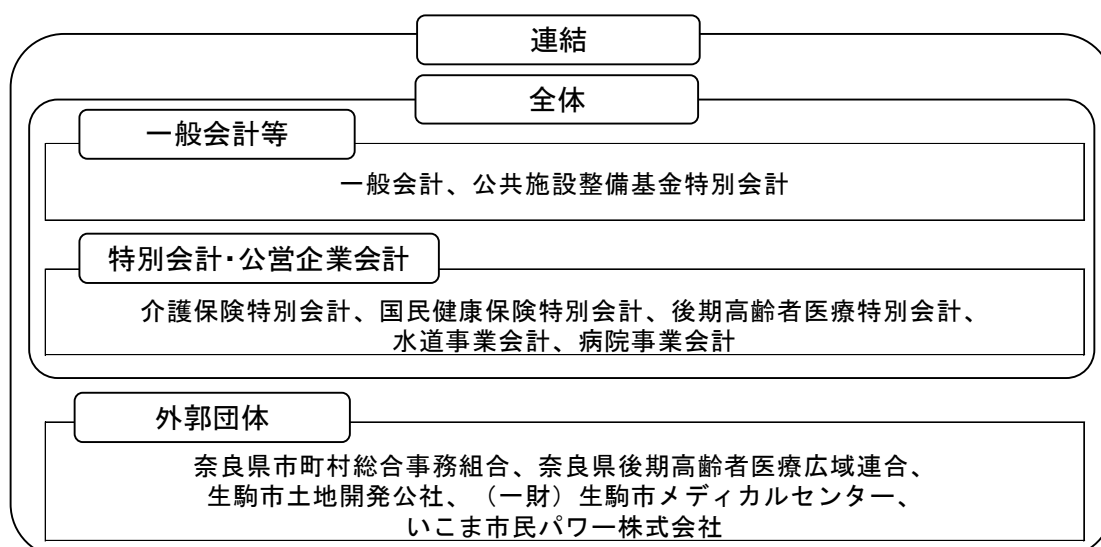 連結
全体
一般会計等
一般会計、公共施設整備基金特別会計
特別会計・公営企業会計
介護保険特別会計、国民健康保険特別会計、後期高齢者医療特別会計、
水道事業会計、病院事業会計
外郭団体
奈良県市町村総合事務組合、奈良県後期高齢者医療広域連合、
生駒市土地開発公社、（一財）生駒市メディカルセンター、
いこま市民パワー株式会社